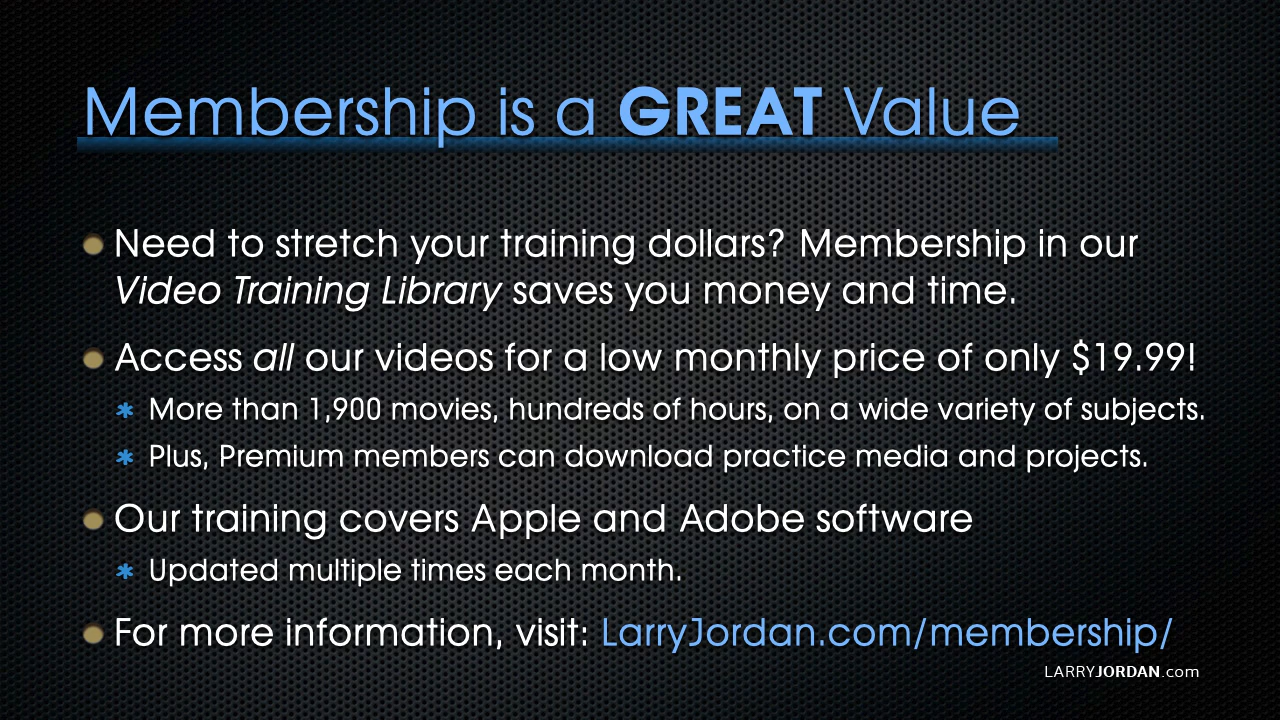 Membership is a GREAT Value
Need to stretch your training dollars? Membership in our
Video Training Library saves you money and time.
Access all our videos for a low monthly price of only $19.99!
More than 1,900 movies, hundreds of hours, on a wide variety of subjects.
Plus, Premium members can download practice media and projects.
Our training covers Apple and Adobe software
Updated multiple times each month.
For more information, visit: LarryJordan.com/membership/
LARRYJORDAN.com